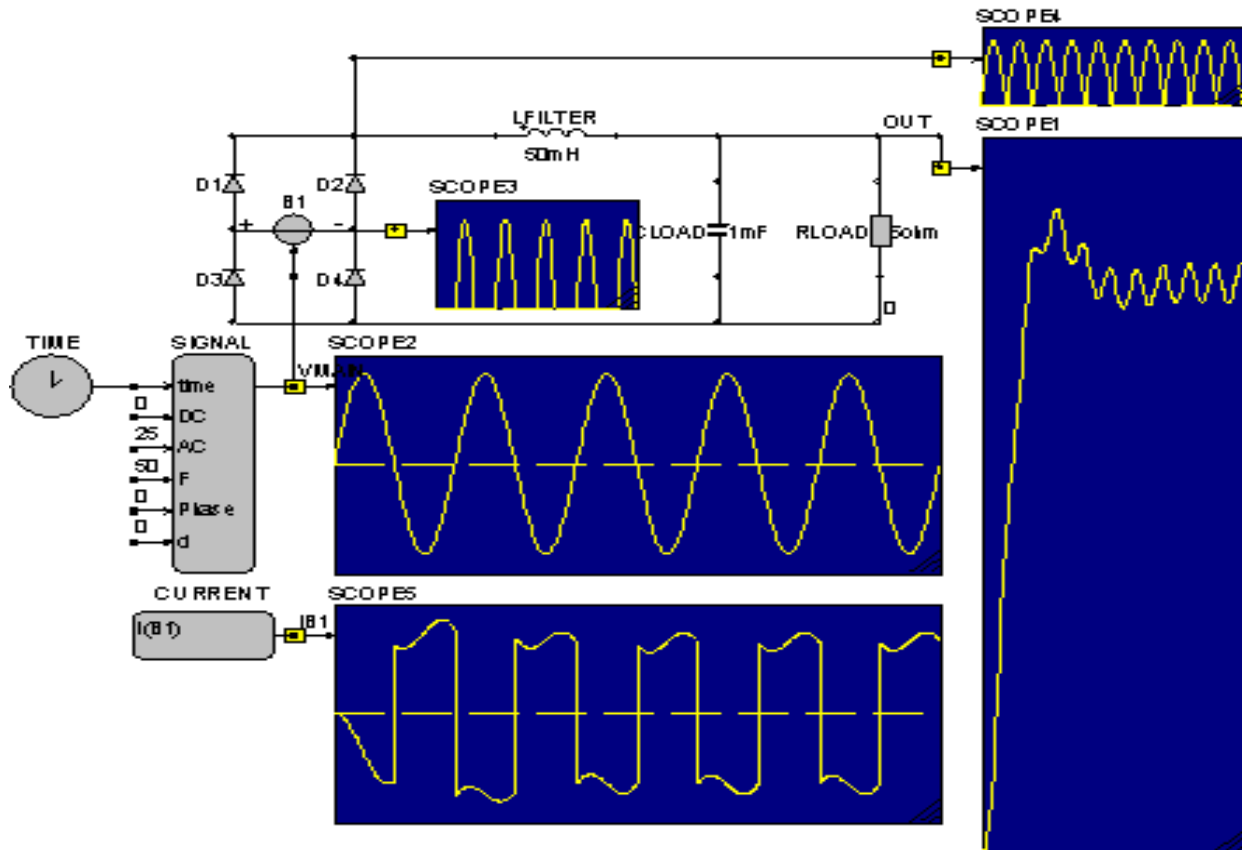 SCOPE4
LFILTER
OUT
SCOPE1
50mH
D1
D2
SCOPE3
B1
+
-
CLOAD
1mF
RLOAD
5ohm
D3
D4
0
TIME
SIGNAL
SCOPE2
VMAIN
time
0
DC
25
AC
50
F
0
Phase
0
d
CURRENT
SCOPE5
I(B1)
IB1